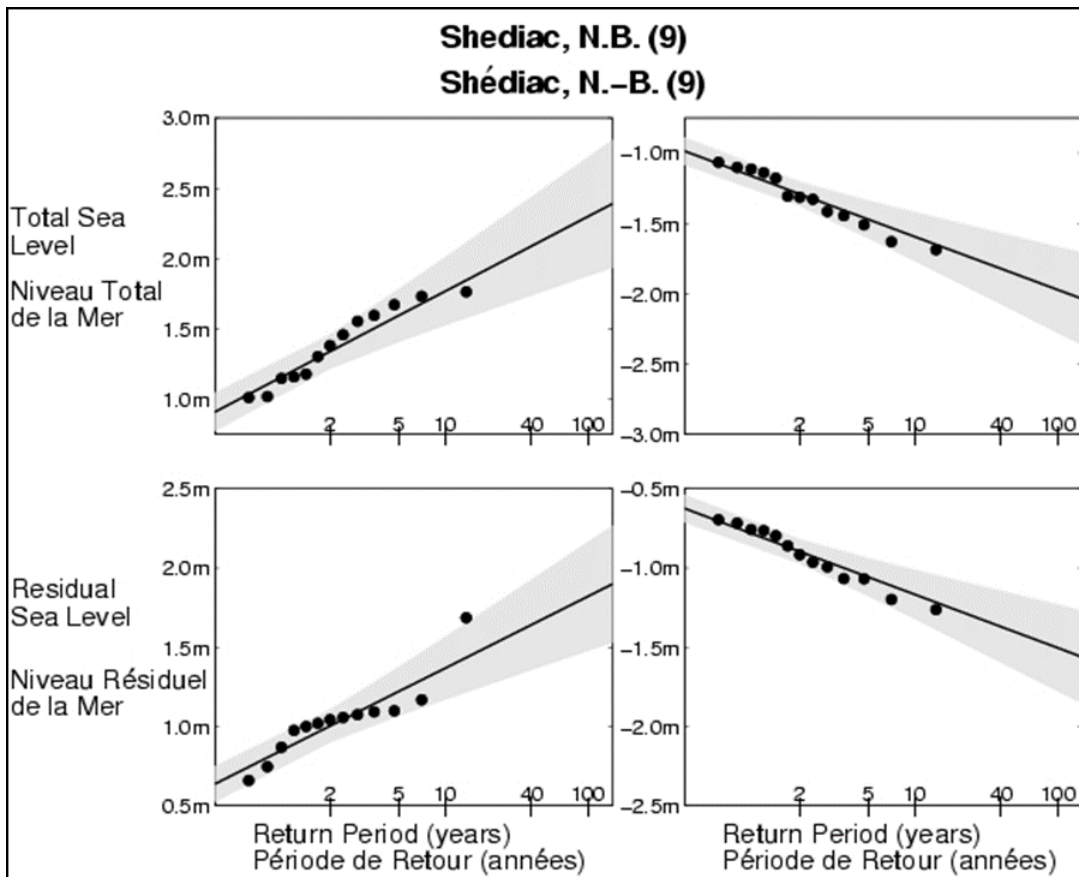 Shediac, N.B. (9)
Shédiac, N.-B. (9)
Total Sea
Level
Niveau Total
de la Mer
3.0m
2.5m
2.0m
1.5m
1.0m
2 5 10 40 100
-1.0m
-1.5m
-2.0m
-2.5m
-3.0m
2 5 10 40 100
Residual
Sea Level
Niveau Résiduel
de la Mer
2.5m
2.0m
1.5m
1.0m
0.5m
2 5 10 40 100
-0.5m
-1.0m
-1.5m
-2.0m
-2.5m
2 5 10 40 100
Return Period (years)
Période de Retour (années)
Return Period (years)
Période de Retour (années)